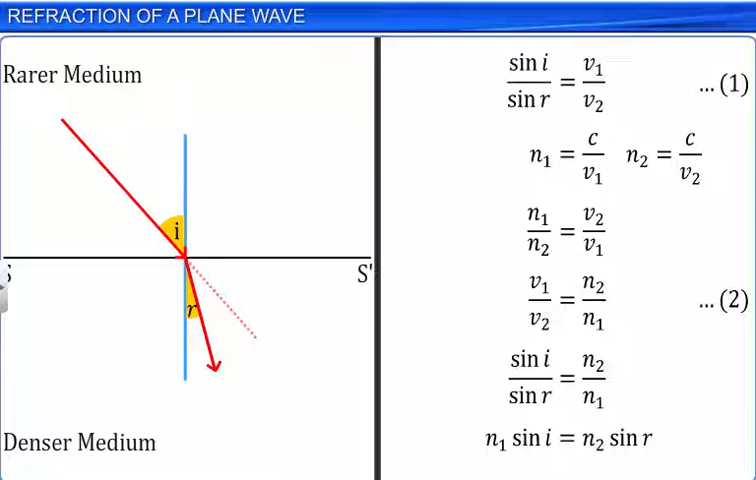 REFRACTION OF A PLANE WAVE
Rarer Medium
i
S
S'
r
Denser Medium
sin i / sin r = v₁ / v₂ ... (1)
n₁ = c / v₁   n₂ = c / v₂
n₁ / n₂ = v₂ / v₁
v₁ / v₂ = n₂ / n₁ ... (2)
sin i / sin r = n₂ / n₁
n₁ sin i = n₂ sin r